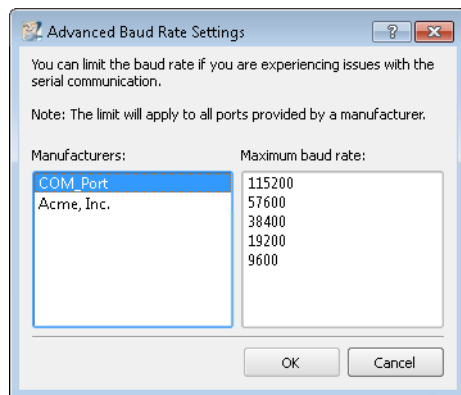 Advanced Baud Rate Settings
You can limit the baud rate if you are experiencing issues with the
serial communication.
Note: The limit will apply to all ports provided by a manufacturer.
Manufacturers:
COM_Port
Acme, Inc.
Maximum baud rate:
115200
57600
38400
19200
9600
OK
Cancel